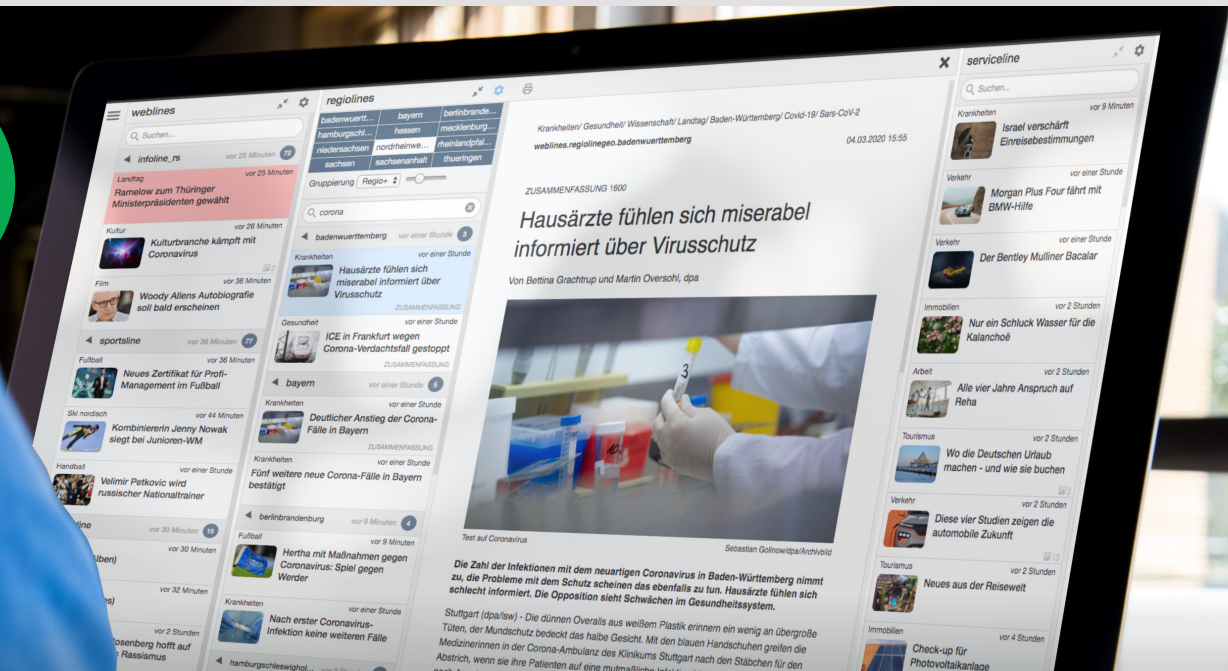 weblines
Suchen...
infoline_rs vor 25 Minuten 72
Landtag vor 25 Minuten
Ramelow zum Thüringer
Ministerpräsidenten gewählt
Kultur vor 26 Minuten
Kulturbranche kämpft mit
Coronavirus
2
Film vor 36 Minuten
Woody Allens Autobiografie
soll bald erscheinen
sportsline vor 36 Minuten 77
Fußball vor 36 Minuten
Neues Zertifikat für Profi-
Management im Fußball
Ski nordisch vor 44 Minuten
Kombiniererin Jenny Nowak
siegt bei Junioren-WM
Handball vor einer Stunde
Velimir Petkovic wird
russischer Nationaltrainer
vor 30 Minuten 15
vor 30 Minuten
vor 32 Minuten
vor 2 Stunden
osenberg hofft auf
Rassismus
regiolines
badenwuertt... bayern berlinbrande...
hamburgschl... hessen mecklenburg...
niedersachsen nordrheinwe... rheinlandpfal...
sachsen sachsenanhalt thueringen
Gruppierung Regio+
corona
badenwuerttemberg vor einer Stunde 3
Krankheiten vor einer Stunde
Hausärzte fühlen sich
miserabel informiert über
Virusschutz
ZUSAMMENFASSUNG
Gesundheit vor einer Stunde
ICE in Frankfurt wegen
Corona-Verdachtsfall gestoppt
ZUSAMMENFASSUNG
bayern vor einer Stunde 5
Krankheiten vor einer Stunde
Deutlicher Anstieg der Corona-
Fälle in Bayern
ZUSAMMENFASSUNG
Krankheiten vor einer Stunde
Fünf weitere neue Corona-Fälle in Bayern
bestätigt
berlinbrandenburg vor 9 Minuten 4
Fußball vor 9 Minuten
Hertha mit Maßnahmen gegen
Coronavirus: Spiel gegen
Werder
Krankheiten vor einer Stunde
Nach erster Coronavirus-
Infektion keine weiteren Fälle
hamburgschleswighol...
Krankheiten/ Gesundheit/ Wissenschaft/ Landtag/ Baden-Württemberg/ Covid-19/ Sars-CoV-2
weblines.regiolinegeo.badenwuerttemberg 04.03.2020 15:55
ZUSAMMENFASSUNG 1600
Hausärzte fühlen sich miserabel
informiert über Virusschutz
Von Bettina Grachtrup und Martin Oversohl, dpa
3
Test auf Coronavirus Sebastian Gollnow/dpa/Archivbild
Die Zahl der Infektionen mit dem neuartigen Coronavirus in Baden-Württemberg nimmt
zu, die Probleme mit dem Schutz scheinen das ebenfalls zu tun. Hausärzte fühlen sich
schlecht informiert. Die Opposition sieht Schwächen im Gesundheitssystem.
Stuttgart (dpa/lsw) - Die dünnen Overalls aus weißem Plastik erinnern ein wenig an übergroße
Tüten, der Mundschutz bedeckt das halbe Gesicht. Mit den blauen Handschuhen greifen die
Medizinerinnen in der Corona-Ambulanz des Klinikums Stuttgart nach den Stäbchen für den
Abstrich, wenn sie ihre Patienten auf eine mutmaßliche
serviceline
Suchen...
Krankheiten vor 9 Minuten
Israel verschärft
Einreisebestimmungen
Verkehr vor einer Stunde
Morgan Plus Four fährt mit
BMW-Hilfe
Verkehr vor einer Stunde
Der Bentley Mulliner Bacalar
Immobilien vor 2 Stunden
Nur ein Schluck Wasser für die
Kalanchoë
Arbeit vor 2 Stunden
Alle vier Jahre Anspruch auf
Reha
Tourismus vor 2 Stunden
Wo die Deutschen Urlaub
machen - und wie sie buchen
3
Verkehr vor 2 Stunden
Diese vier Studien zeigen die
automobile Zukunft
13
Tourismus vor 2 Stunden
Neues aus der Reisewelt
Immobilien vor 4 Stunden
Check-up für
Photovoltaikanlage